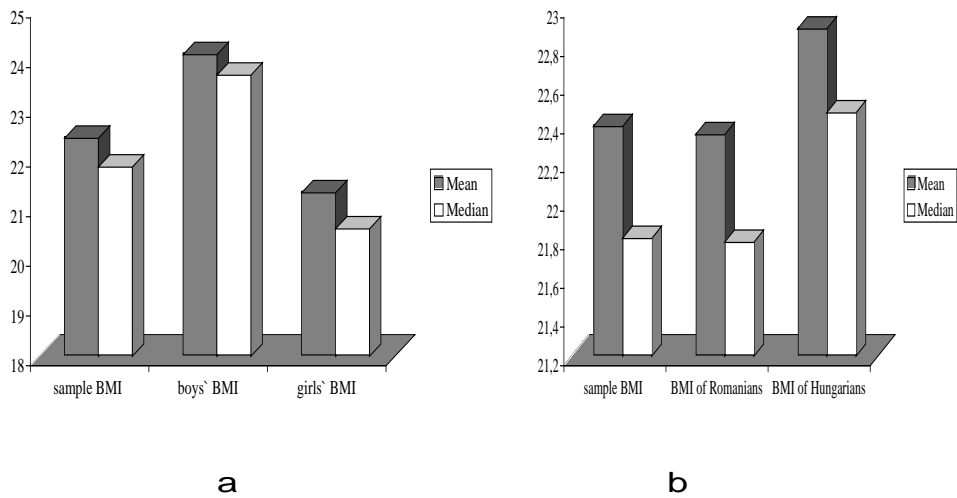 25
24
23
22
21
20
19
18
sample BMI
boys` BMI
girls` BMI
Mean
Median
a
23
22,8
22,6
22,4
22,2
22
21,8
21,6
21,4
21,2
sample BMI
BMI of Romanians
BMI of Hungarians
Mean
Median
b